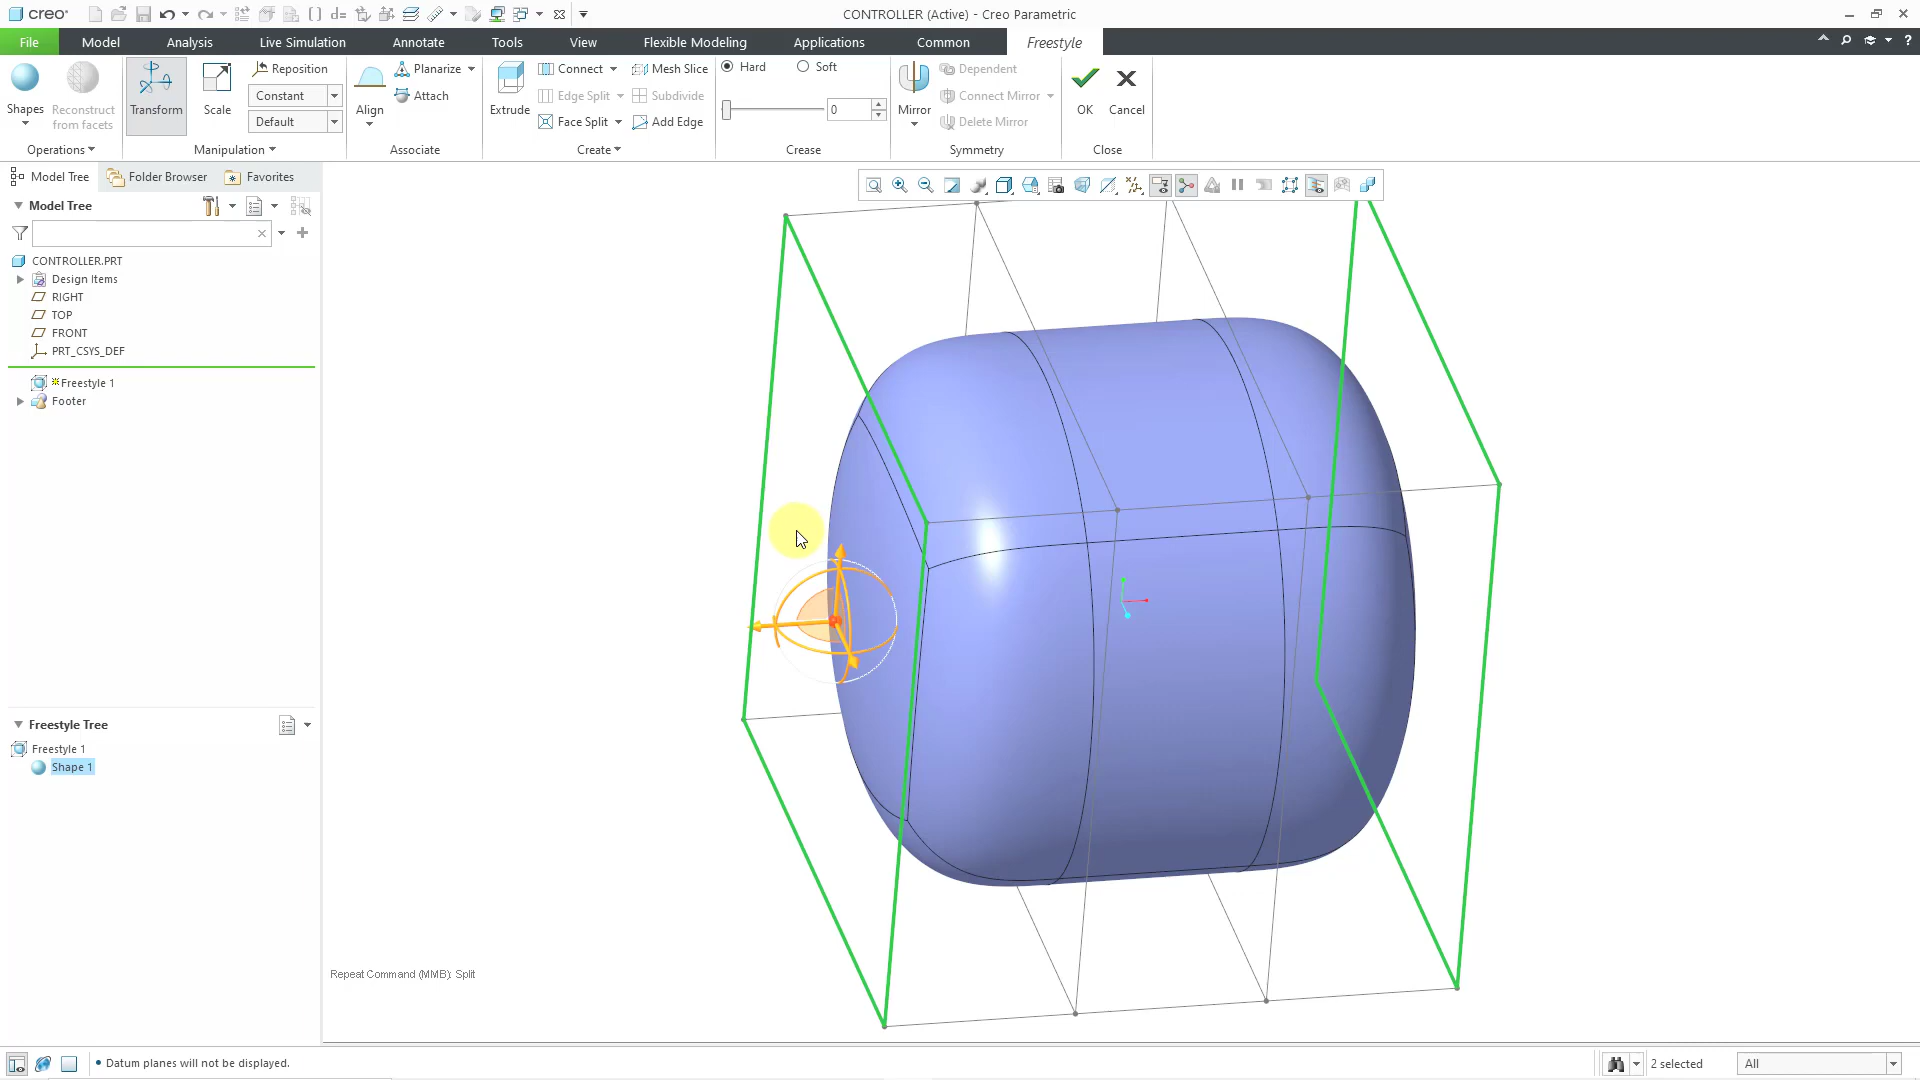 creo
CONTROLLER (Active) - Creo Parametric
File
Model
Analysis
Live Simulation
Annotate
Tools
View
Flexible Modeling
Applications
Common
Freestyle
Shapes
Reconstruct from facets
Operations
Transform
Scale
Reposition
Constant
Default
Manipulation
Align
Planarize
Attach
Associate
Extrude
Connect
Mesh Slice
Edge Split
Subdivide
Face Split
Add Edge
Create
Hard
Soft
0
Crease
Mirror
Dependent
Connect Mirror
Delete Mirror
Symmetry
OK
Cancel
Close
Model Tree
Folder Browser
Favorites
Model Tree
CONTROLLER.PRT
Design Items
RIGHT
TOP
FRONT
PRT_CSYS_DEF
Freestyle 1
Footer
Freestyle Tree
Freestyle 1
Shape 1
Repeat Command (MMB): Split
Datum planes will not be displayed.
2 selected
All